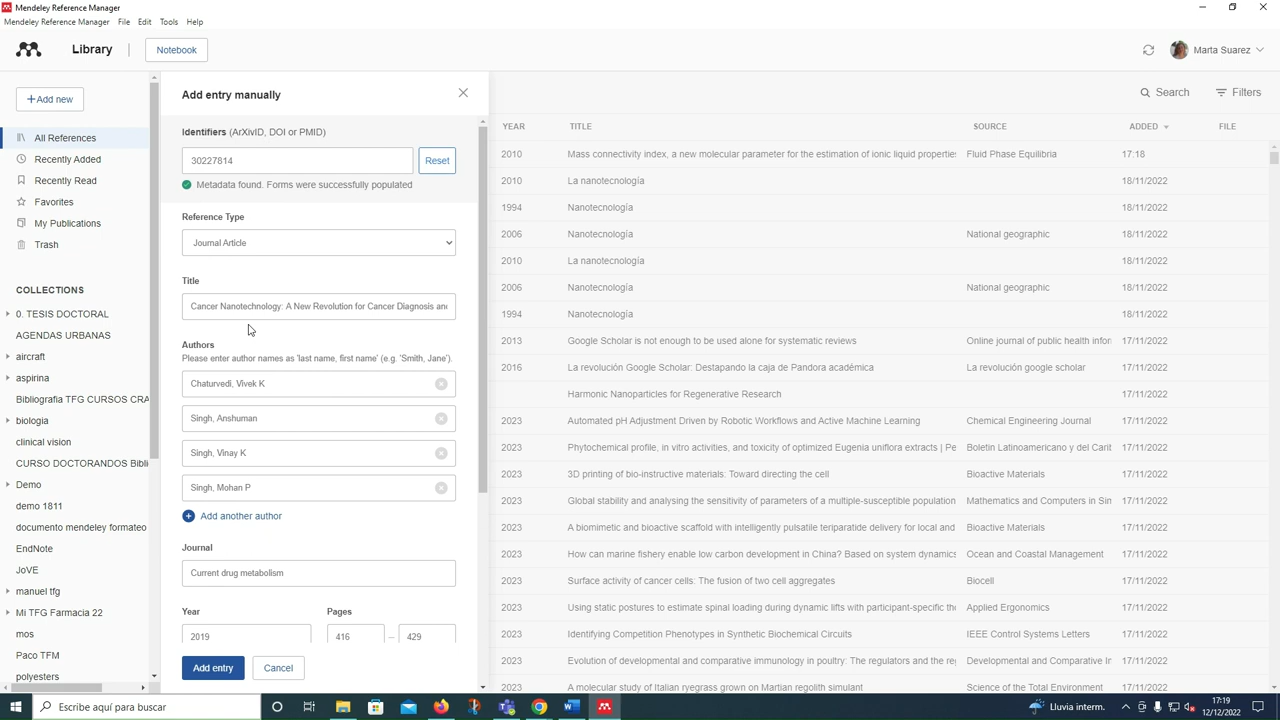 Mendeley Reference Manager
Mendeley Reference Manager File Edit Tools Help
Library
Notebook
Marta Suarez
+Add new
All References
Recently Added
Recently Read
Favorites
My Publications
Trash
COLLECTIONS
0. TESIS DOCTORAL
AGENDAS URBANAS
aircraft
aspirina
Bibliografia TFG CURSOS CRA
biologia
clinical vision
CURSO DOCTORANDOS Bibli
Demo
demo 1811
documento mendeley formateo
EndNote
JoVE
manuel tfg
Mi TFG Farmacia 22
mos
Paco TFM
polyesters
Add entry manually
Identifiers (ArXivID, DOI or PMID)
30227814
Reset
Metadata found. Forms were successfully populated
Reference Type
Journal Article
Title
Cancer Nanotechnology: A New Revolution for Cancer Diagnosis and
Authors
Please enter author names as 'last name, first name' (e.g. 'Smith, Jane').
Chaturvedi, Vivek K
Singh, Anshuman
Singh, Vinay K
Singh, Mohan P
Add another author
Journal
Current drug metabolism
Year Pages
2019 416 – 429
Add entry Cancel
Search Filters
YEAR TITLE SOURCE ADDED FILE
2010 Mass connectivity index, a new molecular parameter for the estimation of ionic liquid properties Fluid Phase Equilibria 17:18
2010 La nanotecnología 18/11/2022
1994 Nanotecnología 18/11/2022
2006 Nanotecnología National geographic 18/11/2022
2010 La nanotecnología 18/11/2022
2006 Nanotecnología National geographic 18/11/2022
1994 Nanotecnología 18/11/2022
2013 Google Scholar is not enough to be used alone for systematic reviews Online journal of public health infor 18/11/2022
2016 La revolución Google Scholar: Destapando la caja de Pandora académica La revolución google scholar 18/11/2022
Harmonic Nanoparticles for Regenerative Research 18/11/2022
2023 Automated pH Adjustment Driven by Robotic Workflows and Active Machine Learning Chemical Engineering Journal 17/11/2022
2023 Phytochemical profile, in vitro activities, and toxicity of optimized Eugenia uniflora extracts | Pe Boletin Latinoamericano y del Carit 17/11/2022
2023 3D printing of bio-instructive materials: Toward directing the cell Bioactive Materials 17/11/2022
2023 Global stability and analysing the sensitivity of parameters of a multiple-susceptible population Mathematics and Computers in Sim 17/11/2022
2023 A biomimetic and bioactive scaffold with intelligently pulsatile teriparatide delivery for local and Bioactive Materials 17/11/2022
2023 How can marine fishery enable low carbon development in China? Based on system dynamics Ocean and Coastal Management 17/11/2022
2023 Surface activity of cancer cells: The fusion of two cell aggregates Biocell 17/11/2022
2023 Using static postures to estimate spinal loading during dynamic lifts with participant-specific the Applied Ergonomics 17/11/2022
2023 Identifying Competition Phenotypes in Synthetic Biochemical Circuits IEEE Control Systems Letters 17/11/2022
2023 Evolution of developmental and comparative immunology in poultry: The regulators and the reg Developmental and Comparative Im 17/11/2022
2023 A molecular study of Italian ryegrass grown on Martian regolith simulant Science of the Total Environment 17/11/2022
Escribe aquí para buscar
Lluvia interm.
17:19
12/12/2022